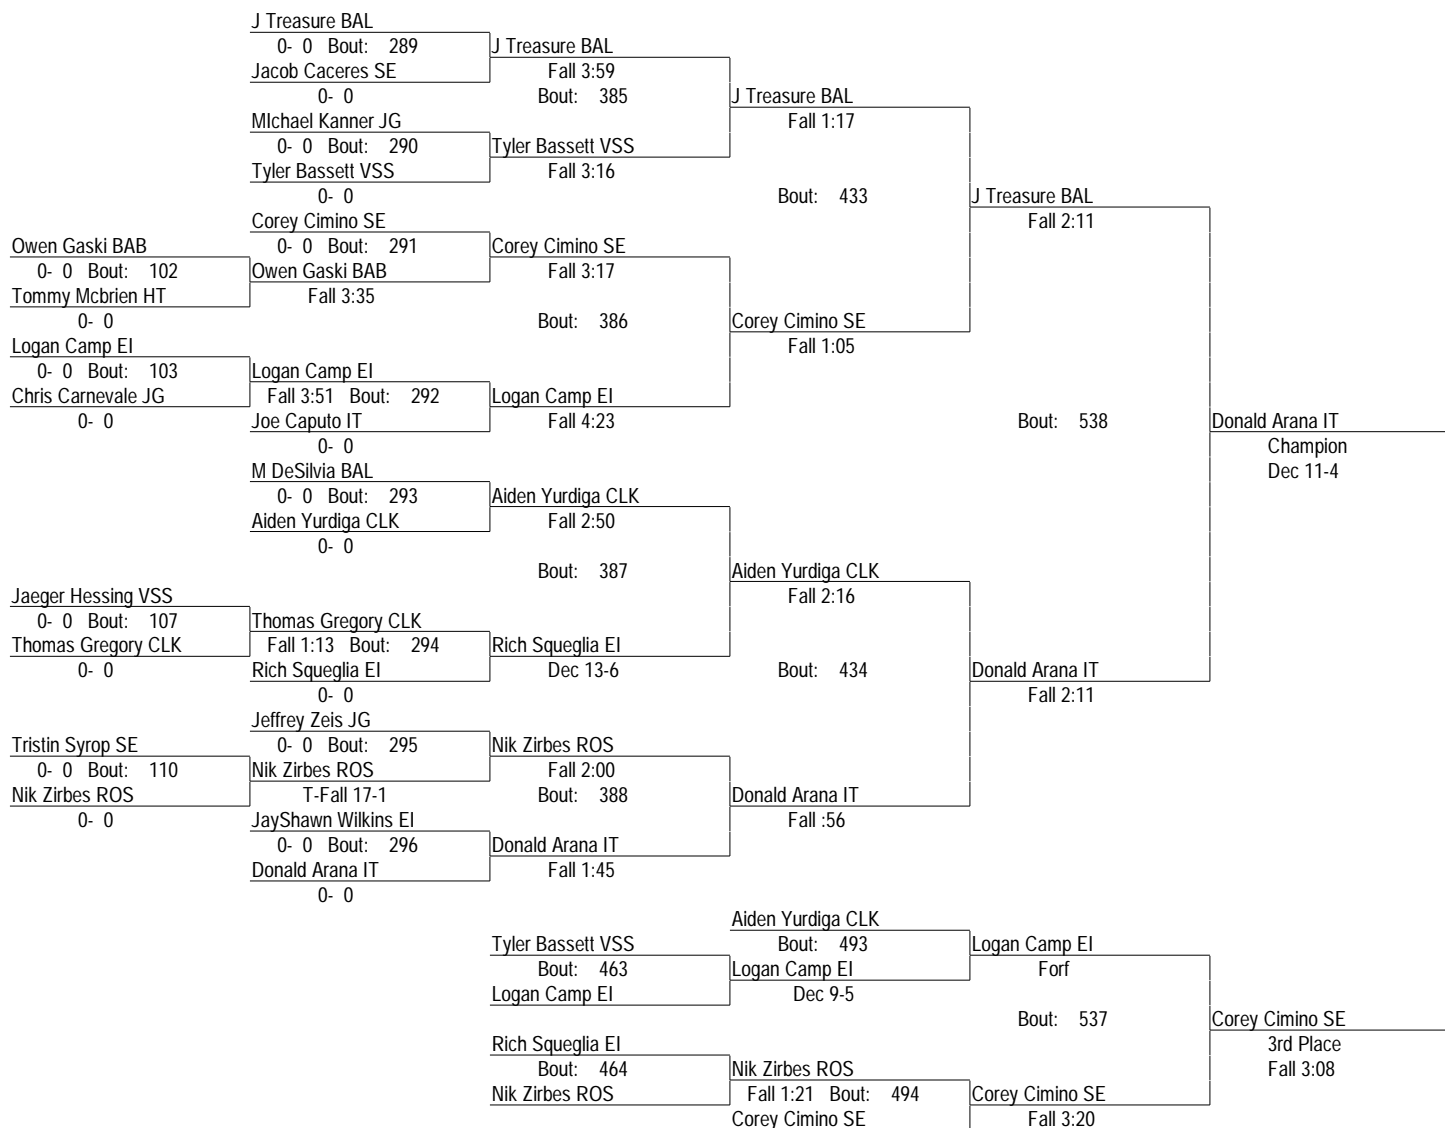 J Treasure BAL
0- 0 Bout: 289 J Treasure BAL
Jacob Caceres SE Fall 3:59
0- 0 Bout: 385 J Treasure BAL
MIchael Kanner JG Fall 1:17
0- 0 Bout: 290 Tyler Bassett VSS
Tyler Bassett VSS Fall 3:16
0- 0 Bout: 433 J Treasure BAL
Corey Cimino SE Fall 2:11
Owen Gaski BAB 0- 0 Bout: 291 Corey Cimino SE
0- 0 Bout: 102 Owen Gaski BAB Fall 3:17
Tommy Mcbrien HT Fall 3:35
0- 0 Bout: 386 Corey Cimino SE
Logan Camp EI Fall 1:05
0- 0 Bout: 103 Logan Camp EI
Chris Carnevale JG Fall 3:51 Bout: 292 Logan Camp EI
0- 0 Joe Caputo IT Fall 4:23 Bout: 538 Donald Arana IT
0- 0 Champion
M DeSilvia BAL Dec 11-4
0- 0 Bout: 293 Aiden Yurdiga CLK
Aiden Yurdiga CLK Fall 2:50
0- 0
Bout: 387 Aiden Yurdiga CLK
Jaeger Hessing VSS Fall 2:16
0- 0 Bout: 107 Thomas Gregory CLK
Thomas Gregory CLK Fall 1:13 Bout: 294 Rich Squeglia EI
0- 0 Rich Squeglia EI Dec 13-6 Bout: 434 Donald Arana IT
0- 0 Fall 2:11
Jeffrey Zeis JG
Tristin Syrop SE 0- 0 Bout: 295 Nik Zirbes ROS
0- 0 Bout: 110 Nik Zirbes ROS Fall 2:00
Nik Zirbes ROS T-Fall 17-1 Bout: 388 Donald Arana IT
0- 0 JayShawn Wilkins EI Fall :56
0- 0 Bout: 296 Donald Arana IT
Donald Arana IT Fall 1:45
0- 0
Aiden Yurdiga CLK
Tyler Bassett VSS Bout: 493 Logan Camp EI
Bout: 463 Logan Camp EI Forf
Logan Camp EI Dec 9-5
Bout: 537 Corey Cimino SE
Rich Squeglia EI 3rd Place
Bout: 464 Nik Zirbes ROS Fall 3:08
Nik Zirbes ROS Fall 1:21 Bout: 494 Corey Cimino SE
Corey Cimino SE Fall 3:20